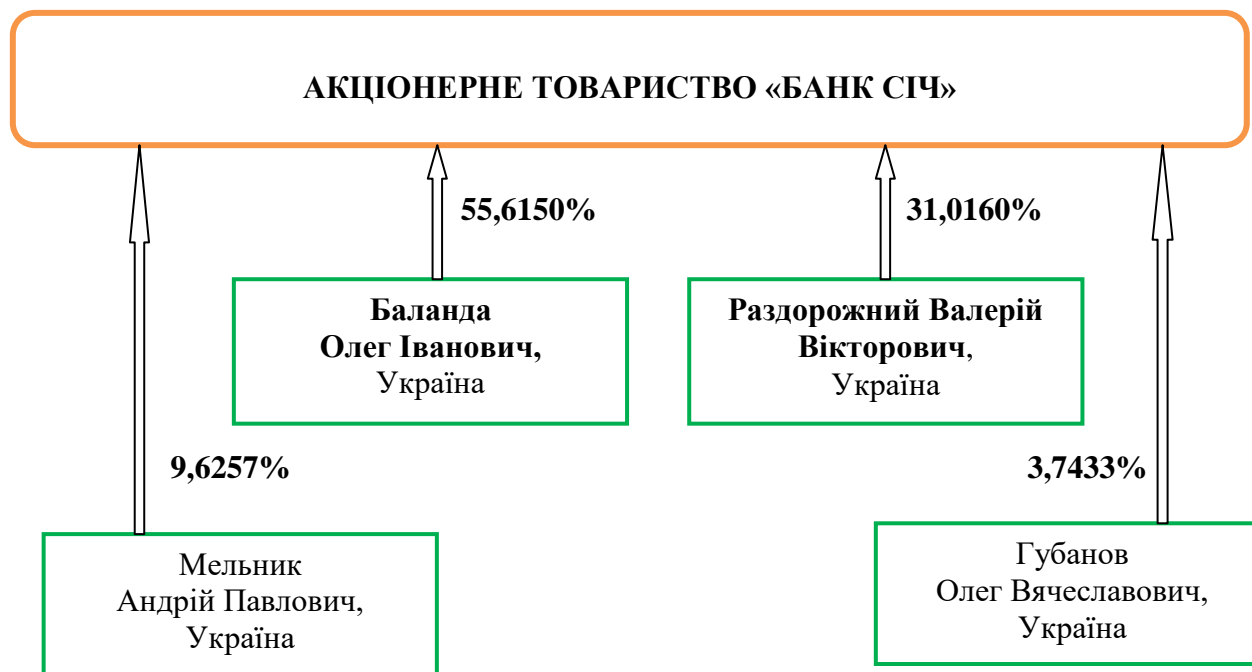 АКЦІОНЕРНЕ ТОВАРИСТВО «БАНК СІЧ»
55,6150%
31,0160%
Баланда
Олег Іванович,
Україна
Раздорожний Валерій
Вікторович,
Україна
9,6257%
3,7433%
Мельник
Андрій Павлович,
Україна
Губанов
Олег Вячеславович,
Україна